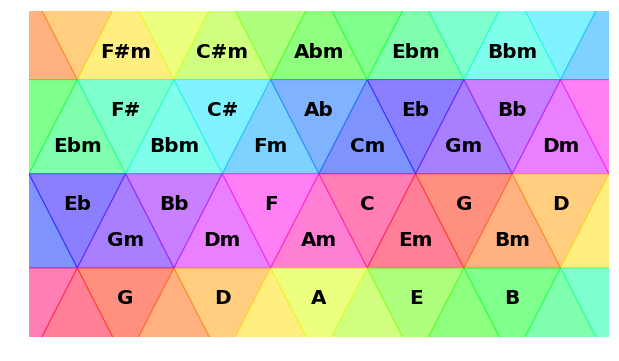 F#m C#m Abm Ebm Bbm
F# C# Ab Eb Bb
Ebm Bbm Fm Cm Gm Dm
Eb Bb F C G D
Gm Dm Am Em Bm
G D A E B